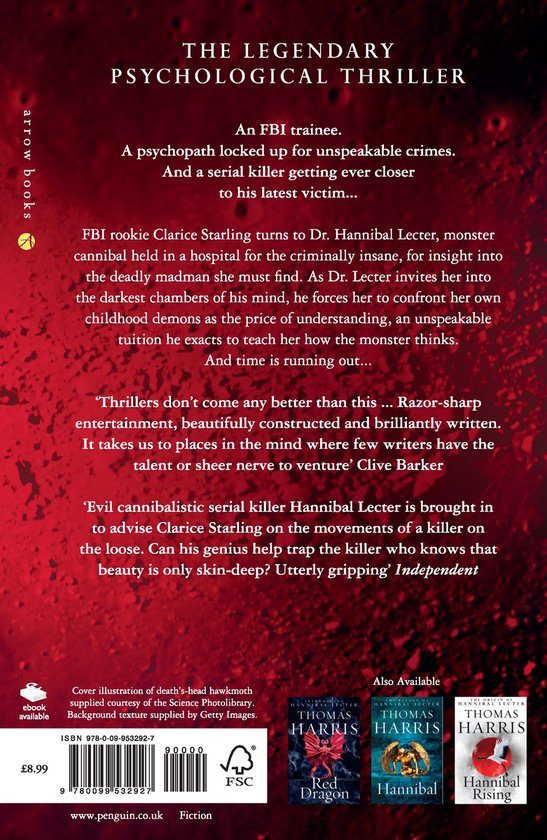 THE LEGENDARY
PSYCHOLOGICAL THRILLER
An FBI trainee.
A psychopath locked up for unspeakable crimes.
And a serial killer getting ever closer
to his latest victim...
FBI rookie Clarice Starling turns to Dr. Hannibal Lecter, monster
cannibal held in a hospital for the criminally insane, for insight into
the deadly madman she must find. As Dr. Lecter invites her into
the darkest chambers of his mind, he forces her to confront her own
childhood demons as the price of understanding, an unspeakable
tuition he exacts to teach her how the monster thinks.
And time is running out...
‘Thrillers don’t come any better than this ... Razor-sharp
entertainment, beautifully constructed and brilliantly written.
It takes us to places in the mind where few writers have the
talent or sheer nerve to venture’ Clive Barker
‘Evil cannibalistic serial killer Hannibal Lecter is brought in
to advise Clarice Starling on the movements of a killer on
the loose. Can his genius help trap the killer who knows that
beauty is only skin-deep? Utterly gripping’ Independent
arrow books
A
ebook
available
Cover illustration of death’s-head hawkmoth
supplied courtesy of the Science Photolibrary.
Background texture supplied by Getty Images.
£8.99
ISBN 978-0-09-953292-7
90000
9 780099 532927
FSC
www.penguin.co.uk Fiction
Also Available
HANNIBAL LECTER
THOMAS
HARRIS
Red
Dragon
HANNIBAL LECTER
THOMAS
HARRIS
Hannibal
THE ORIGIN OF
HANNIBAL LECTER
THOMAS
HARRIS
Hannibal
Rising